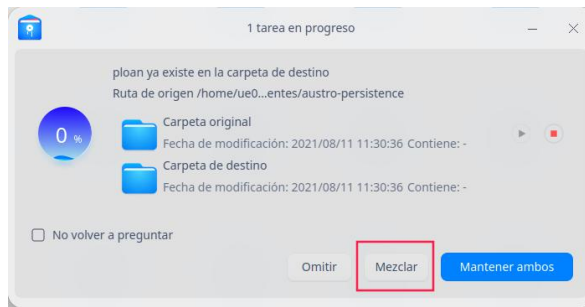 1 tarea en progreso
ploan ya existe en la carpeta de destino
Ruta de origen /home/ue0...entes/austro-persistence
Carpeta original
Fecha de modificación: 2021/08/11 11:30:36 Contiene: -
0 %
Carpeta de destino
Fecha de modificación: 2021/08/11 11:30:36 Contiene: -
No volver a preguntar
Omitir Mezclar Mantener ambos